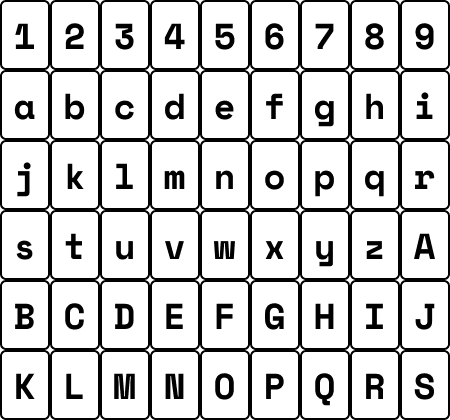 1 2 3 4 5 6 7 8 9
a b c d e f g h i
j k l m n o p q r
s t u v w x y z A
B C D E F G H I J
K L M N O P Q R S